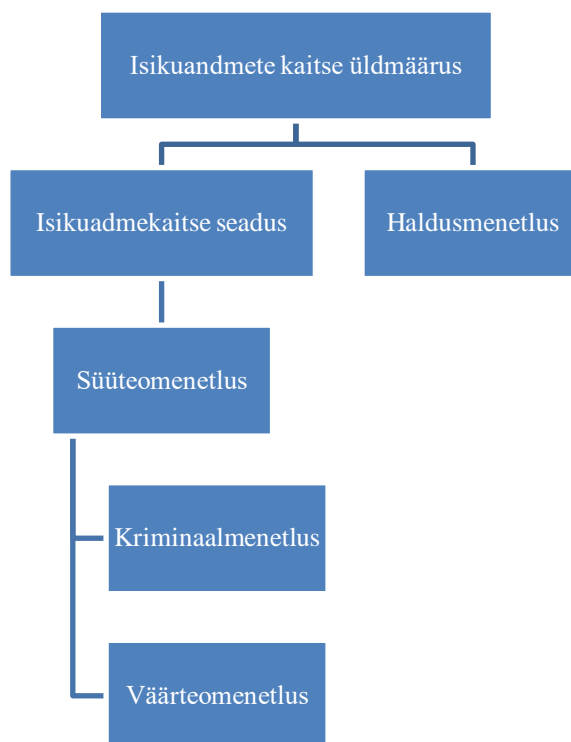 Isikuandmete kaitse üldmäärus
Isikuadmekaitse seadus
Haldusmenetlus
Süüteomenetlus
Kriminaalmenetlus
Väärteomenetlus